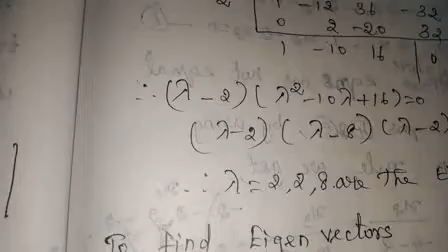 2 | 1 -12 36 -32
0 2 -20 32
1 -10 16 | 0
∴ (λ-2) (λ²-10λ+16)=0
(λ-2) (λ-8) (λ-2)
∴ λ = 2, 2, 8 are the
To find Eigen vectors